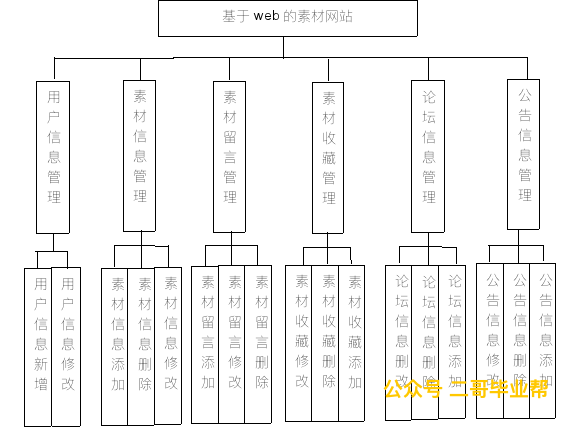 基于 web 的素材网站
用户信息管理
素材信息管理
素材留言管理
素材收藏管理
论坛信息管理
公告信息管理
用户信息新增
用户信息修改
素材信息添加
素材信息删除
素材信息修改
素材留言添加
素材留言修改
素材留言删除
素材收藏修改
素材收藏删除
素材收藏添加
论坛信息删改
论坛信息删除
论坛信息添加
公告信息修改
公告信息删除
公告信息添加
公众号 二哥毕业帮